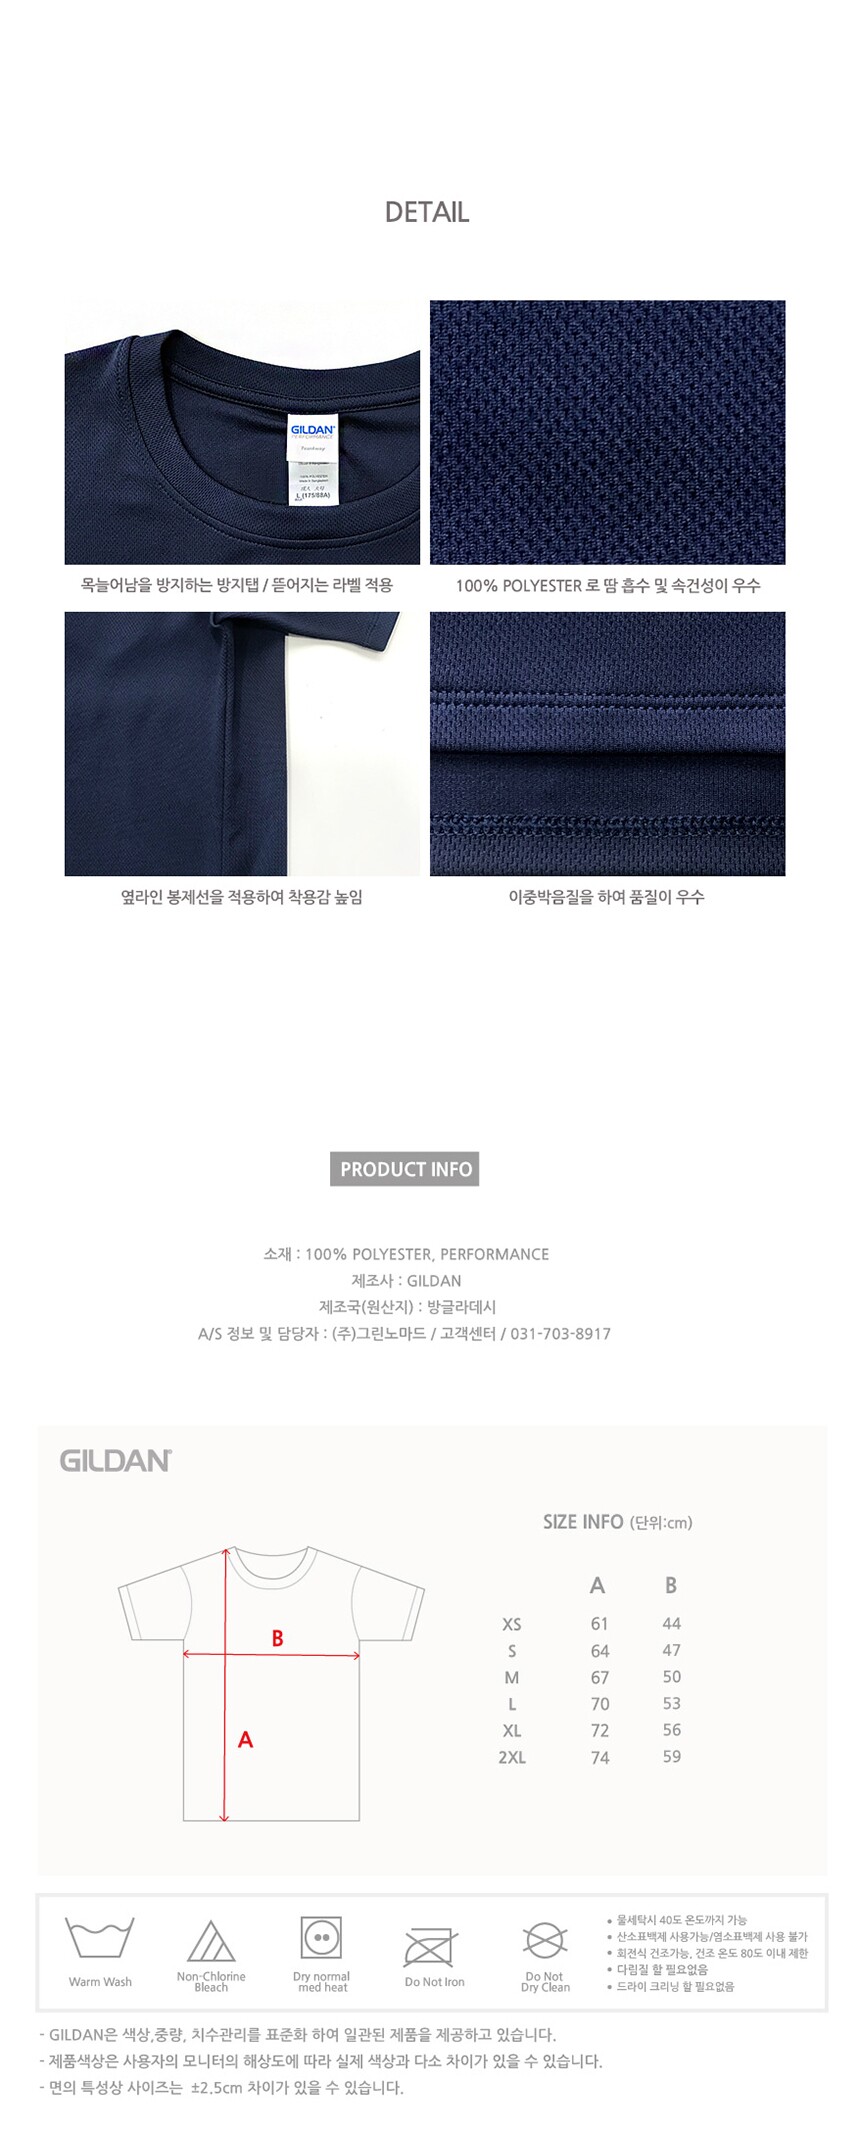 DETAIL
GILDAN
PERFORMANCE
100% POLYESTER
Made in Bangladesh
L (175/88A)
목늘어남을 방지하는 방지탭 / 뜯어지는 라벨 적용
100% POLYESTER 로 땀 흡수 및 속건성이 우수
옆라인 봉제선을 적용하여 착용감 높임
이중박음질을 하여 품질이 우수
PRODUCT INFO
소재 : 100% POLYESTER, PERFORMANCE
제조사 : GILDAN
제조국(원산지) : 방글라데시
A/S 정보 및 담당자 : (주)그린노마드 / 고객센터 / 031-703-8917
GILDAN®
SIZE INFO (단위:cm)
A B
XS 61 44
S 64 47
M 67 50
L 70 53
XL 72 56
2XL 74 59
B
A
Warm Wash
Non-Chlorine
Bleach
Dry normal
med heat
Do Not Iron
Do Not
Dry Clean
• 물세탁시 40도 온도까지 가능
• 산소표백제 사용가능/염소표백제 사용 불가
• 회전식 건조가능, 건조 온도 80도 이내 제한
• 다림질 할 필요없음
• 드라이 크리닝 할 필요없음
- GILDAN은 색상,중량, 치수관리를 표준화 하여 일관된 제품을 제공하고 있습니다.
- 제품색상은 사용자의 모니터의 해상도에 따라 실제 색상과 다소 차이가 있을 수 있습니다.
- 면의 특성상 사이즈는 ±2.5cm 차이가 있을 수 있습니다.